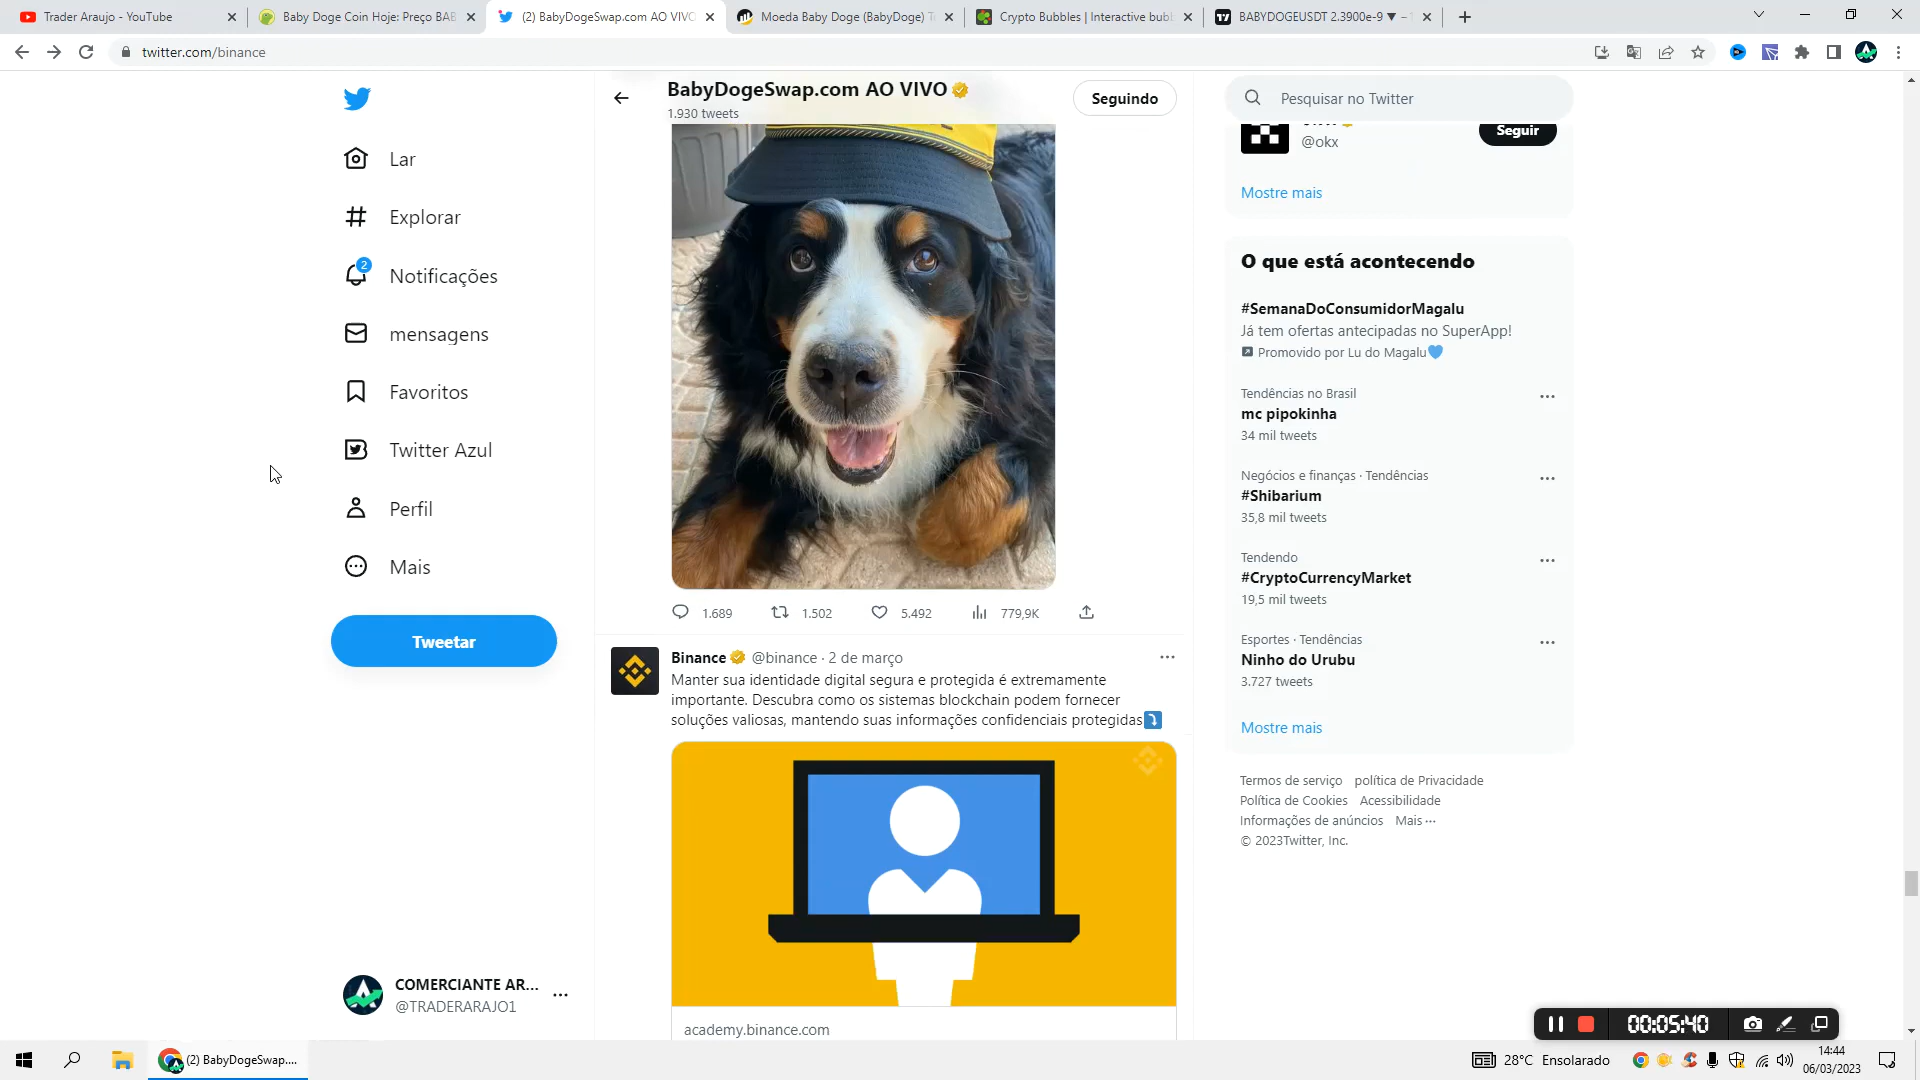 Trader Araujo - YouTube
Baby Doge Coin Hoje: Preço BAB
(2) BabyDogeSwap.com AO VIVO
Moeda Baby Doge (BabyDoge) T
Crypto Bubbles | Interactive bub
BABYDOGEUSDT 2.3900e-9 ▼ −
twitter.com/binance
BabyDogeSwap.com AO VIVO
1.930 tweets
Seguindo
Pesquisar no Twitter
Lar
Explorar
2
Notificações
mensagens
Favoritos
Twitter Azul
Perfil
Mais
Tweetar
COMERCIANTE AR...
@TRADERARAJO1
1.689
1.502
5.492
779,9K
Binance @binance · 2 de março
Manter sua identidade digital segura e protegida é extremamente
importante. Descubra como os sistemas blockchain podem fornecer
soluções valiosas, mantendo suas informações confidenciais protegidas
academy.binance.com
@okx
Seguir
Mostre mais
O que está acontecendo
#SemanaDoConsumidorMagalu
Já tem ofertas antecipadas no SuperApp!
Promovido por Lu do Magalu
Tendências no Brasil
mc pipokinha
34 mil tweets
Negócios e finanças · Tendências
#Shibarium
35,8 mil tweets
Tendendo
#CryptoCurrencyMarket
19,5 mil tweets
Esportes · Tendências
Ninho do Urubu
3.727 tweets
Mostre mais
Termos de serviço política de Privacidade
Política de Cookies Acessibilidade
Informações de anúncios Mais ···
© 2023Twitter, Inc.
00:05:40
(2) BabyDogeSwap....
28°C Ensolarado
14:44
06/03/2023